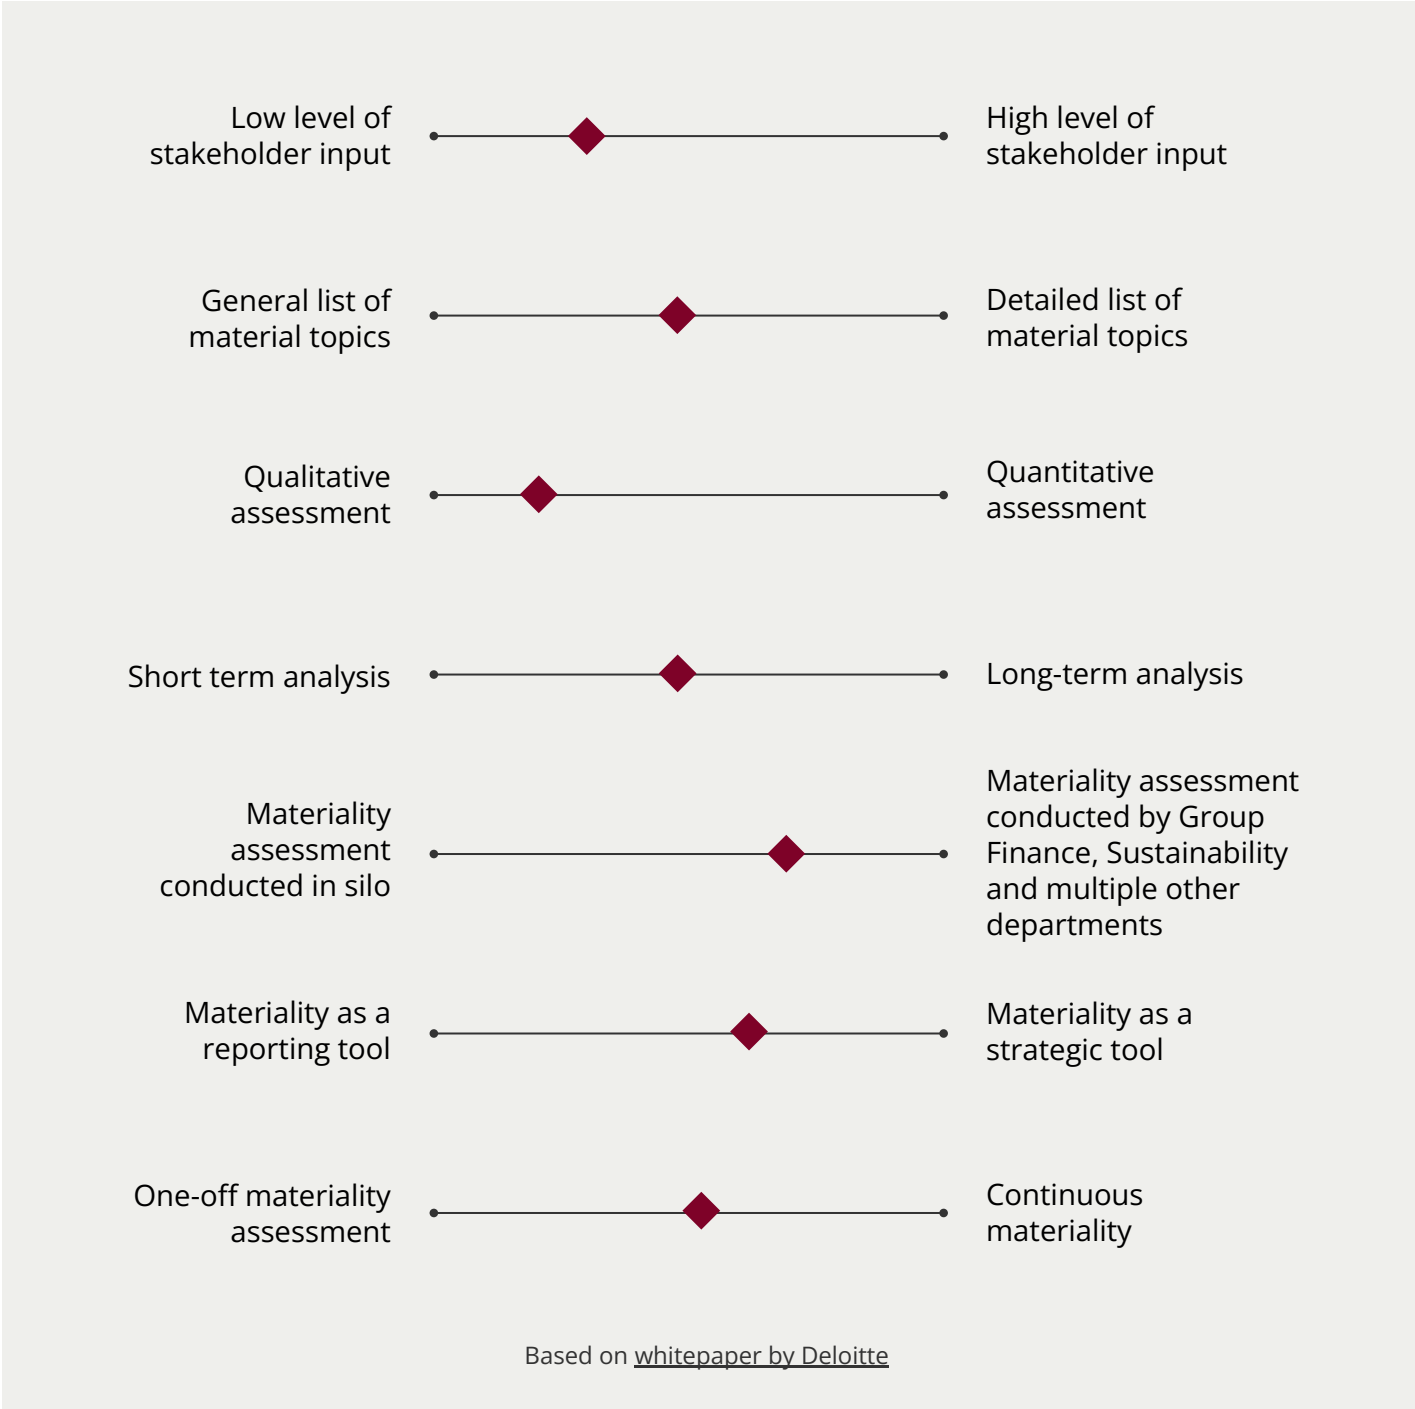 Low level of
stakeholder input
High level of
stakeholder input
General list of
material topics
Detailed list of
material topics
Qualitative
assessment
Quantitative
assessment
Short term analysis
Long-term analysis
Materiality
assessment
conducted in silo
Materiality assessment
conducted by Group
Finance, Sustainability
and multiple other
departments
Materiality as a
reporting tool
Materiality as a
strategic tool
One-off materiality
assessment
Continuous
materiality
Based on whitepaper by Deloitte